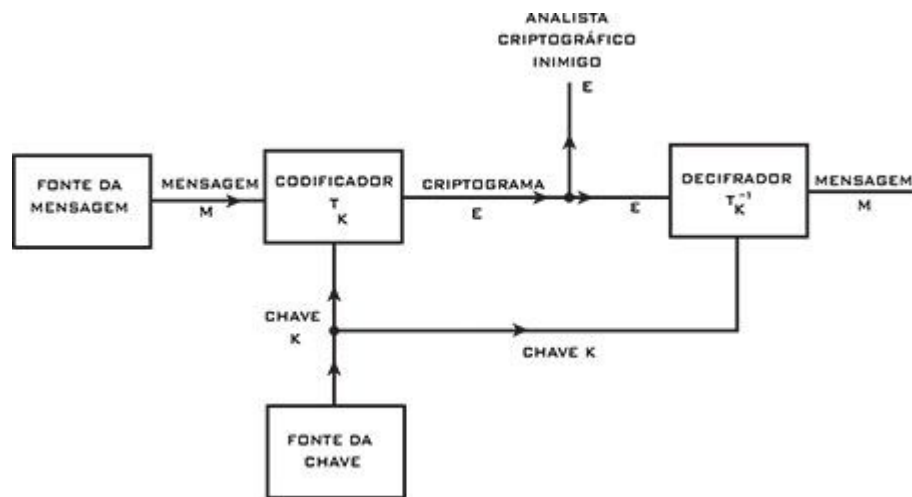 ANALISTA
CRIPTOGRÁFICO
INIMIGO
E
FONTE DA
MENSAGEM
MENSAGEM
M
CODIFICADOR
T
K
CRIPTOGRAMA
E
E
DECIFRADOR
T K -1
MENSAGEM
M
CHAVE
K
CHAVE K
FONTE DA
CHAVE